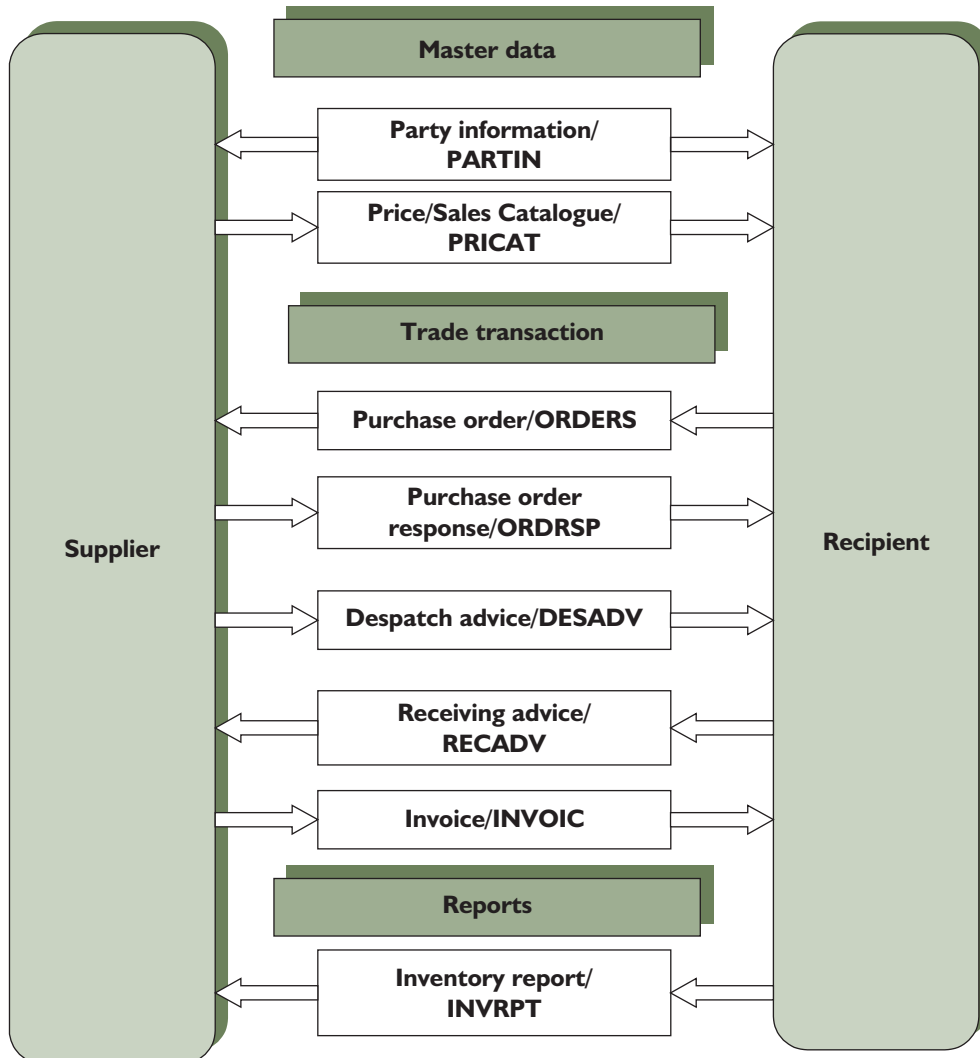 Master data
Party information/
PARTIN
Price/Sales Catalogue/
PRICAT
Trade transaction
Purchase order/ORDERS
Purchase order
response/ORDRSP
Supplier
Recipient
Despatch advice/DESADV
Receiving advice/
RECADV
Invoice/INVOIC
Reports
Inventory report/
INVRPT